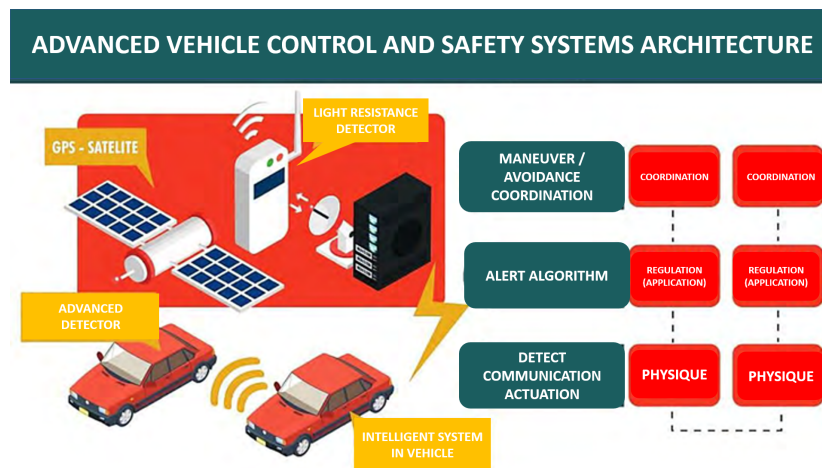 ADVANCED VEHICLE CONTROL AND SAFETY SYSTEMS ARCHITECTURE
LIGHT RESISTANCE
DETECTOR
GPS - SATELITE
ADVANCED
DETECTOR
INTELLIGENT SYSTEM
IN VEHICLE
MANEUVER /
AVOIDANCE
COORDINATION
COORDINATION
COORDINATION
ALERT ALGORITHM
REGULATION
(APPLICATION)
REGULATION
(APPLICATION)
DETECT
COMMUNICATION
ACTUATION
PHYSIQUE
PHYSIQUE